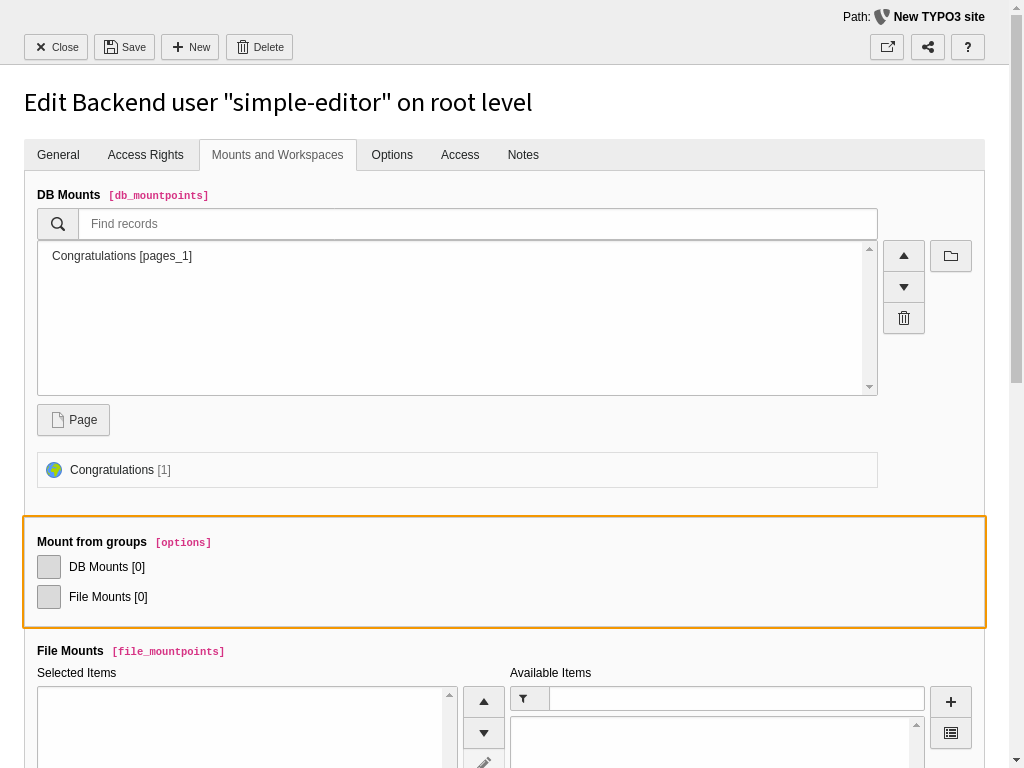 Path: New TYPO3 site
Close Save New Delete ?
Edit Backend user "simple-editor" on root level
General Access Rights Mounts and Workspaces Options Access Notes
DB Mounts [db_mountpoints]
Find records
Congratulations [pages_1]
Page
Congratulations [1]
Mount from groups [options]
DB Mounts [0]
File Mounts [0]
File Mounts [file_mountpoints]
Selected Items Available Items